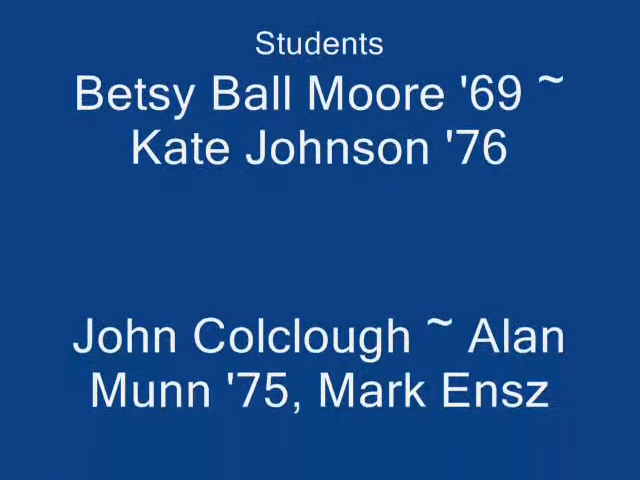 Students
Betsy Ball Moore '69 ~
Kate Johnson '76
John Colclough ~ Alan
Munn '75, Mark Ensz